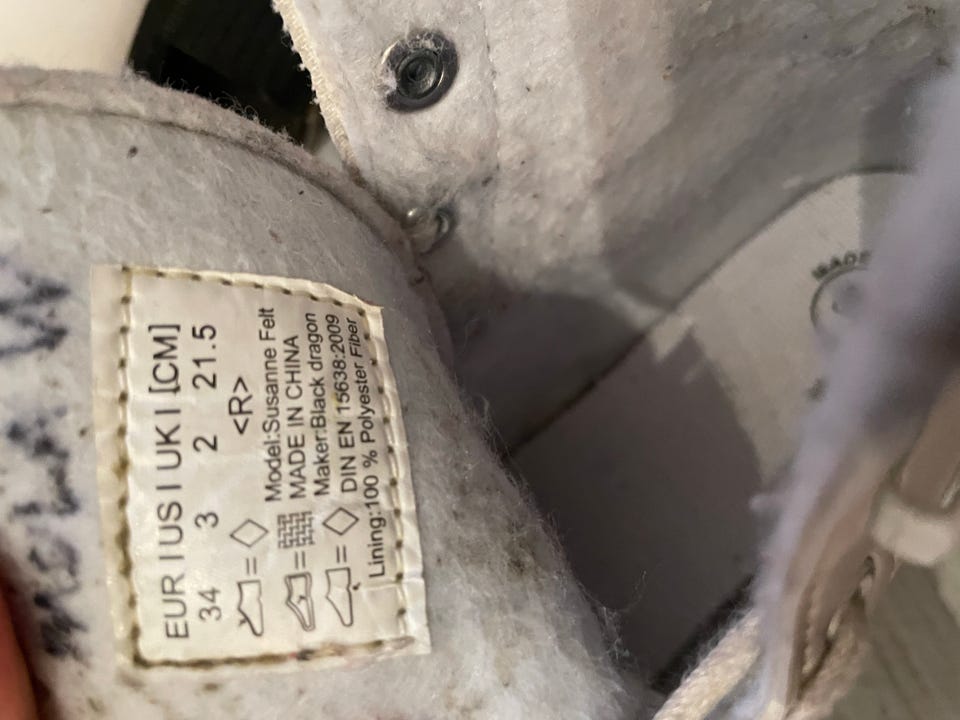 EUR | US | UK | [CM]
34 3 2 21.5
<R>
= Model:Susanne Felt
= MADE IN CHINA
Maker:Black dragon
= DIN EN 15638:2009
Lining:100 % Polyester Fiber
MADE